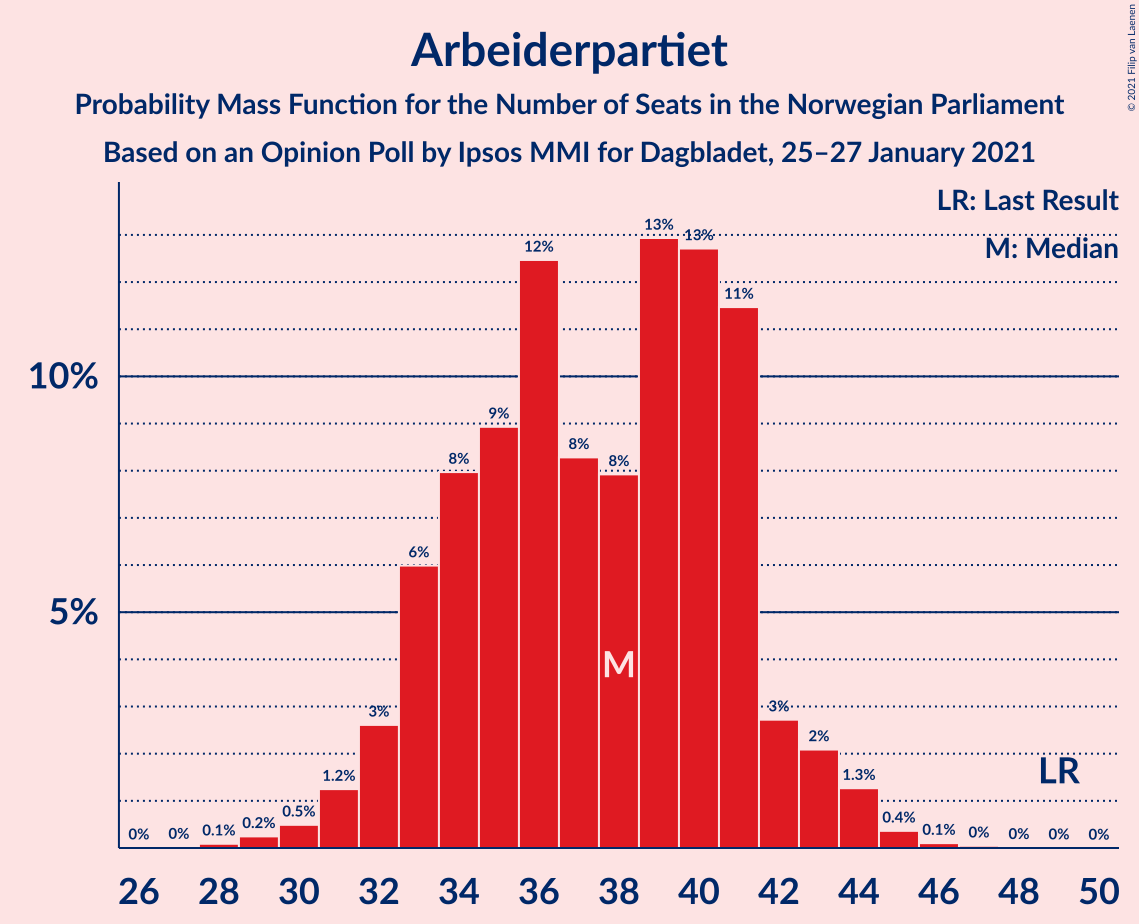 Arbeiderpartiet
Probability Mass Function for the Number of Seats in the Norwegian Parliament
Based on an Opinion Poll by Ipsos MMI for Dagbladet, 25–27 January 2021
© 2021 Filip van Laenen
LR: Last Result
M: Median
10%
5%
0% 0% 0.1% 0.2% 0.5% 1.2% 3% 6% 8% 9% 12% 8% 8% 13% 13% 11% 3% 2% 1.3% 0.4% 0.1% 0% 0% 0% 0%
M
LR
26 28 30 32 34 36 38 40 42 44 46 48 50